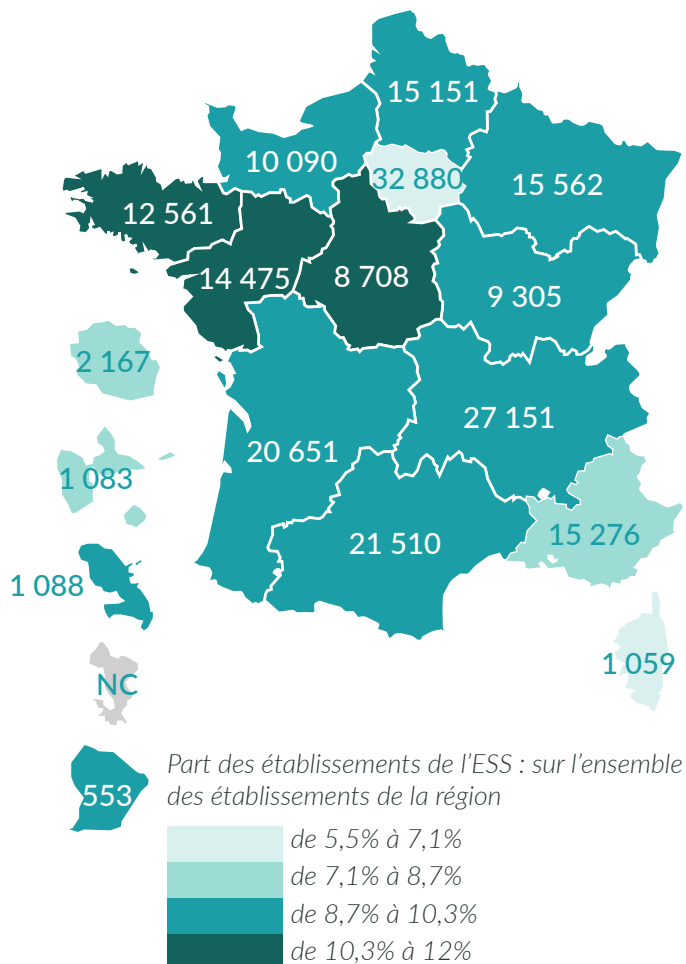 15 151
10 090
32 880
15 562
12 561
14 475
8 708
9 305
2 167
27 151
20 651
1 083
21 510
15 276
1 088
1 059
NC
553
Part des établissements de l’ESS : sur l’ensemble
des établissements de la région
de 5,5% à 7,1%
de 7,1% à 8,7%
de 8,7% à 10,3%
de 10,3% à 12%